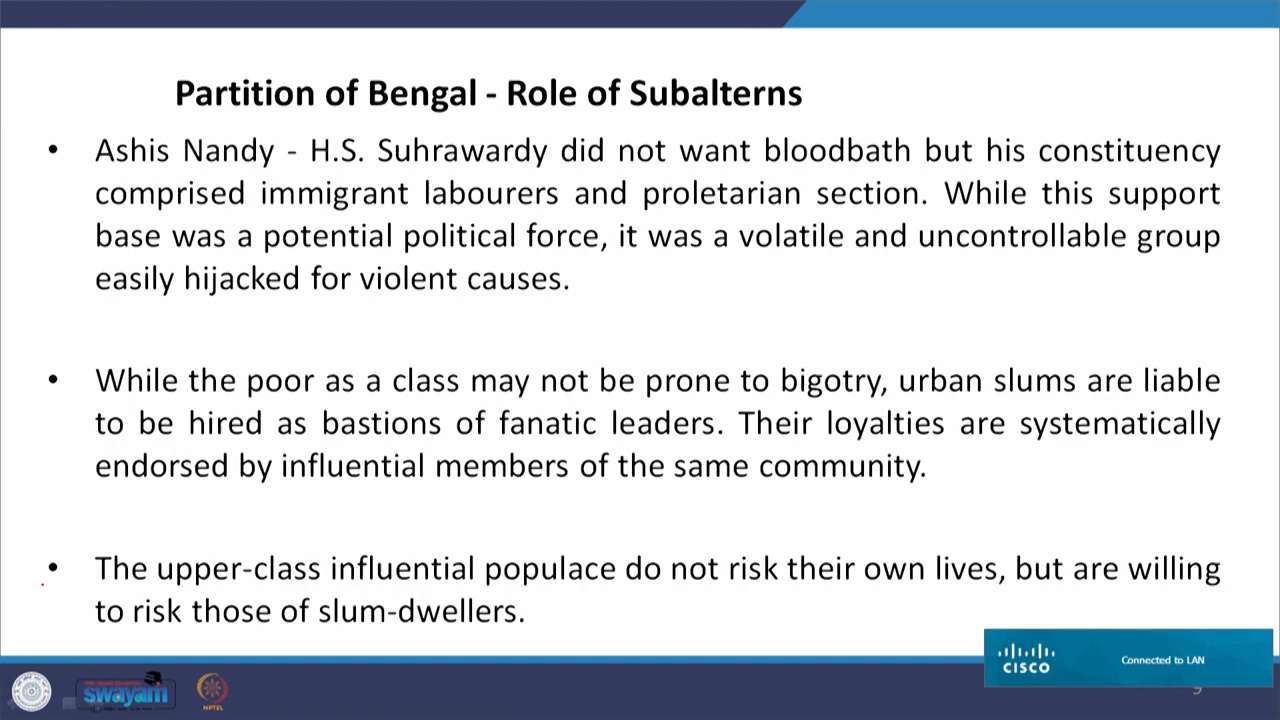 Partition of Bengal - Role of Subalterns
• Ashis Nandy - H.S. Suhrawardy did not want bloodbath but his constituency
comprised immigrant labourers and proletarian section. While this support
base was a potential political force, it was a volatile and uncontrollable group
easily hijacked for violent causes.
• While the poor as a class may not be prone to bigotry, urban slums are liable
to be hired as bastions of fanatic leaders. Their loyalties are systematically
endorsed by influential members of the same community.
• The upper-class influential populace do not risk their own lives, but are willing
to risk those of slum-dwellers.
CISCO
Connected to LAN
swayam
NPTEL
9